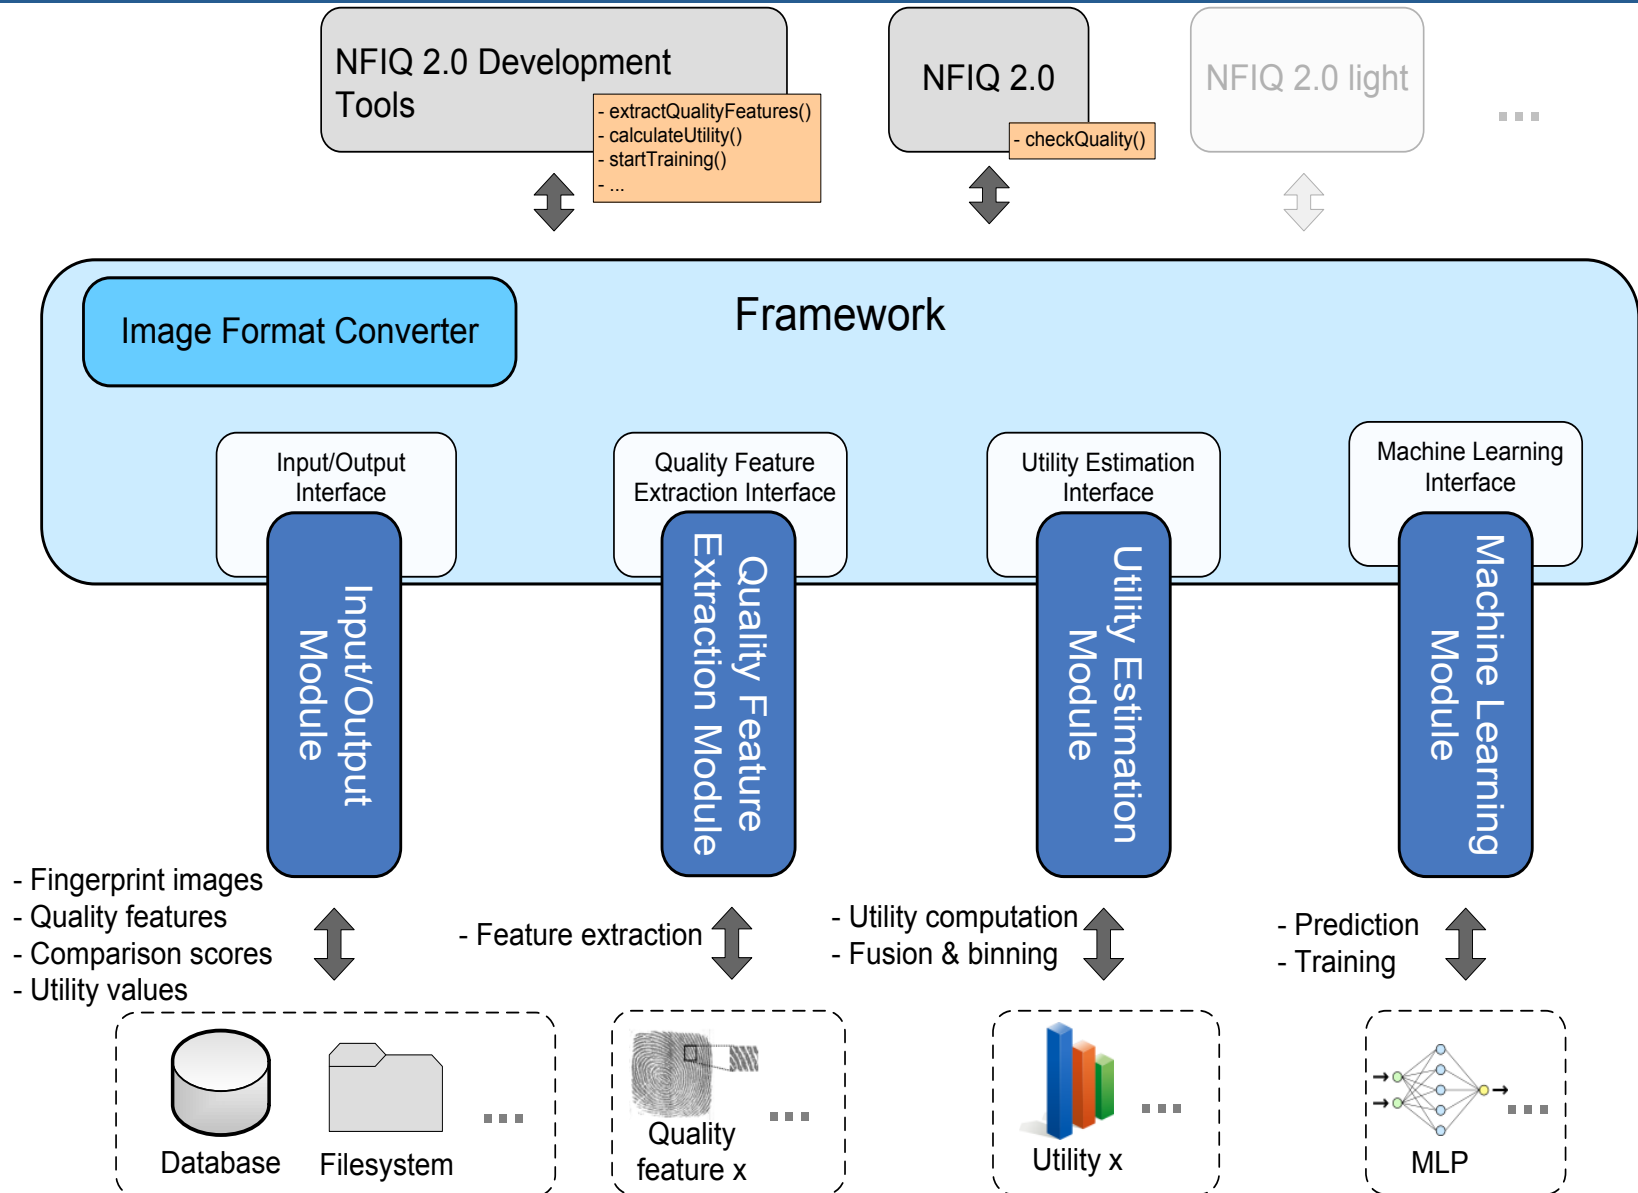 NFIQ 2.0 Development
Tools
- extractQualityFeatures()
- calculateUtility()
- startTraining()
- ...
NFIQ 2.0
- checkQuality()
NFIQ 2.0 light
...
Framework
Image Format Converter
Input/Output
Interface
Quality Feature
Extraction Interface
Utility Estimation
Interface
Machine Learning
Interface
Input/Output
Module
Quality Feature
Extraction Module
Utility Estimation
Module
Machine Learning
Module
- Fingerprint images
- Quality features
- Comparison scores
- Utility values
- Feature extraction
- Utility computation
- Fusion & binning
- Prediction
- Training
Database
Filesystem
...
Quality
feature x
...
Utility x
...
MLP
...